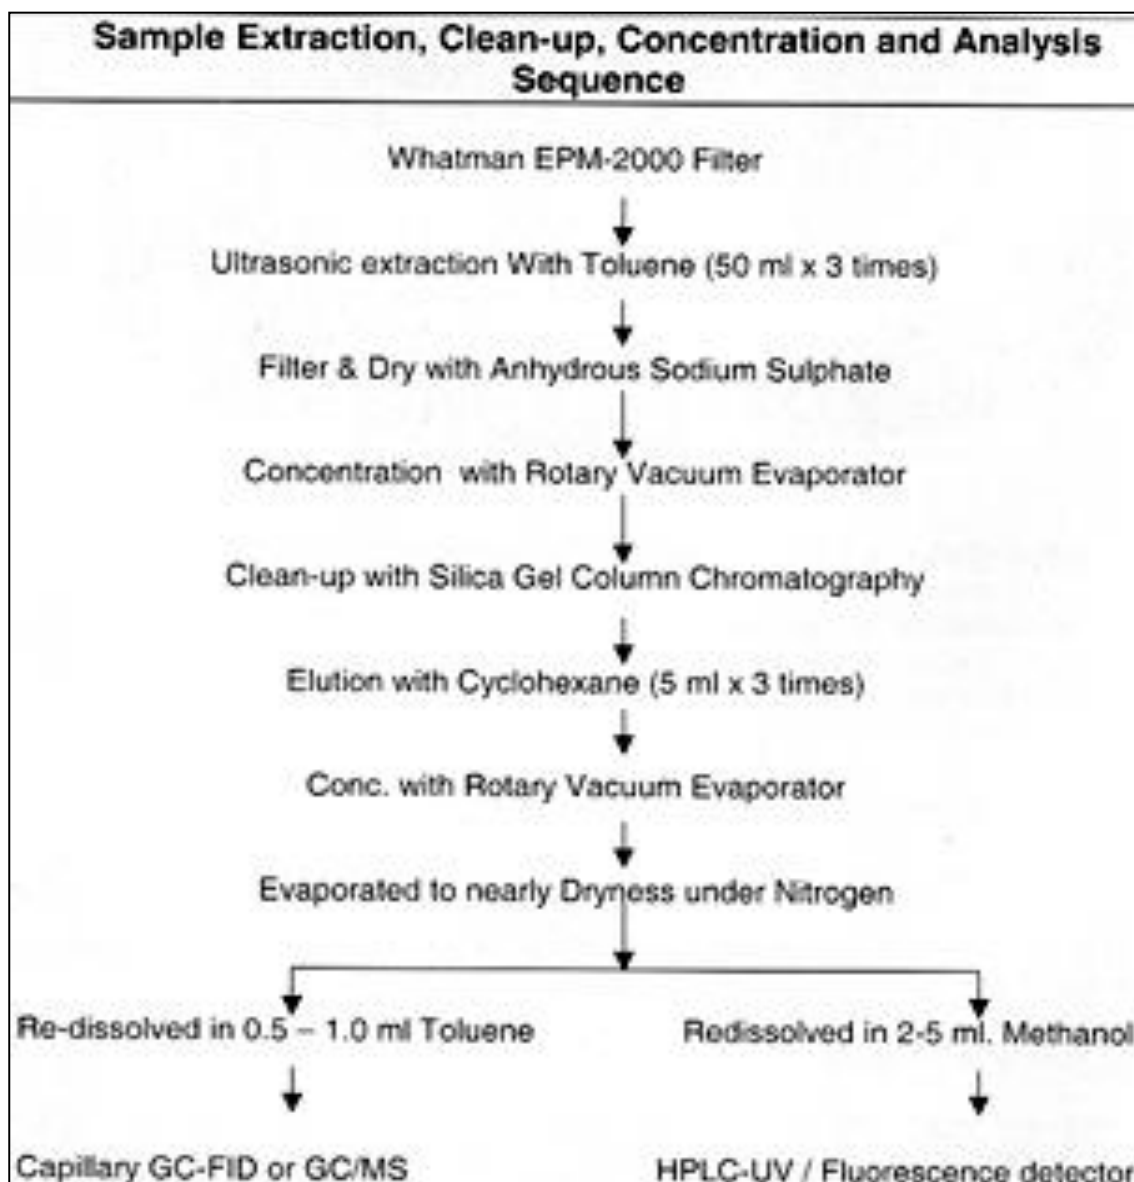 Sample Extraction, Clean-up, Concentration and Analysis
Sequence
Whatman EPM-2000 Filter
Ultrasonic extraction With Toluene (50 ml x 3 times)
Filter & Dry with Anhydrous Sodium Sulphate
Concentration with Rotary Vacuum Evaporator
Clean-up with Silica Gel Column Chromatography
Elution with Cyclohexane (5 ml x 3 times)
Conc. with Rotary Vacuum Evaporator
Evaporated to nearly Dryness under Nitrogen
Re-dissolved in 0.5 – 1.0 ml Toluene
Redissolved in 2-5 ml. Methanol
Capillary GC-FID or GC/MS
HPLC-UV / Fluorescence detector